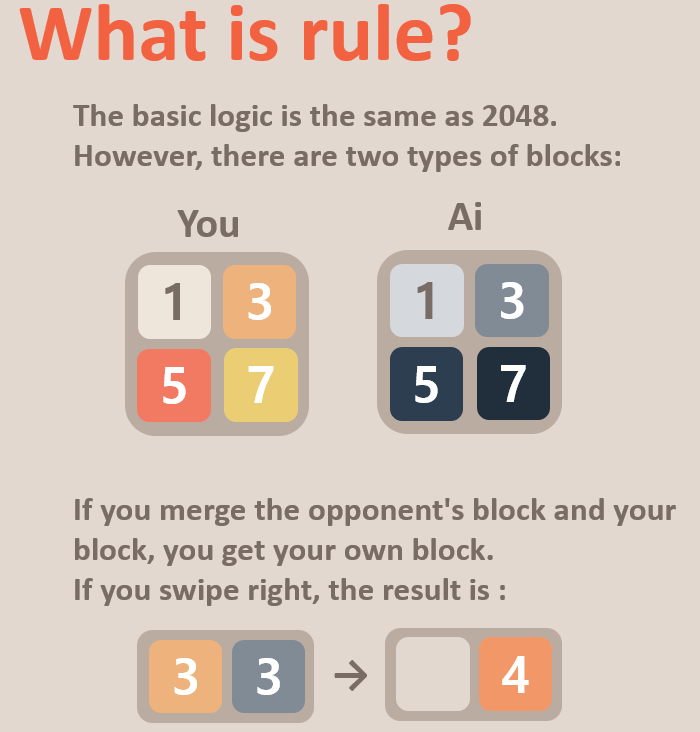 What is rule?
The basic logic is the same as 2048.
However, there are two types of blocks:
You
Ai
1 3
1 3
5 7
5 7
If you merge the opponent's block and your
block, you get your own block.
If you swipe right, the result is :
3 3 → 4